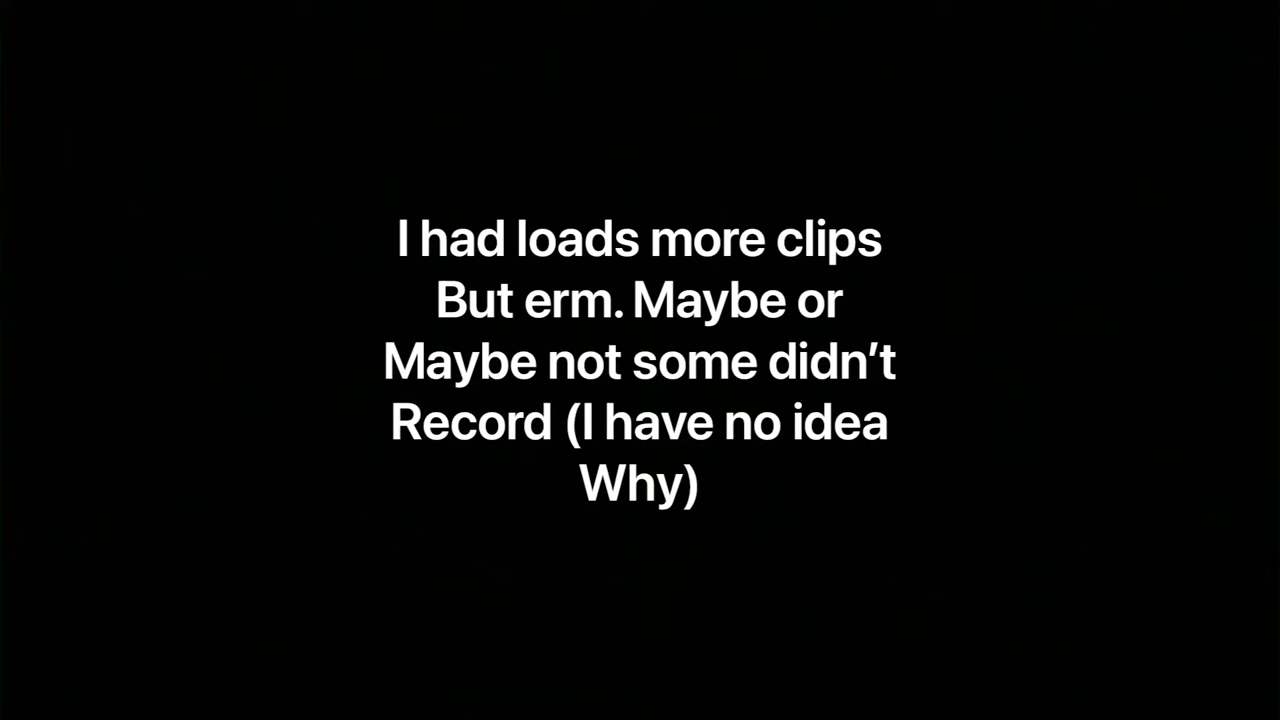 I had loads more clips
But erm. Maybe or
Maybe not some didn’t
Record (I have no idea
Why)